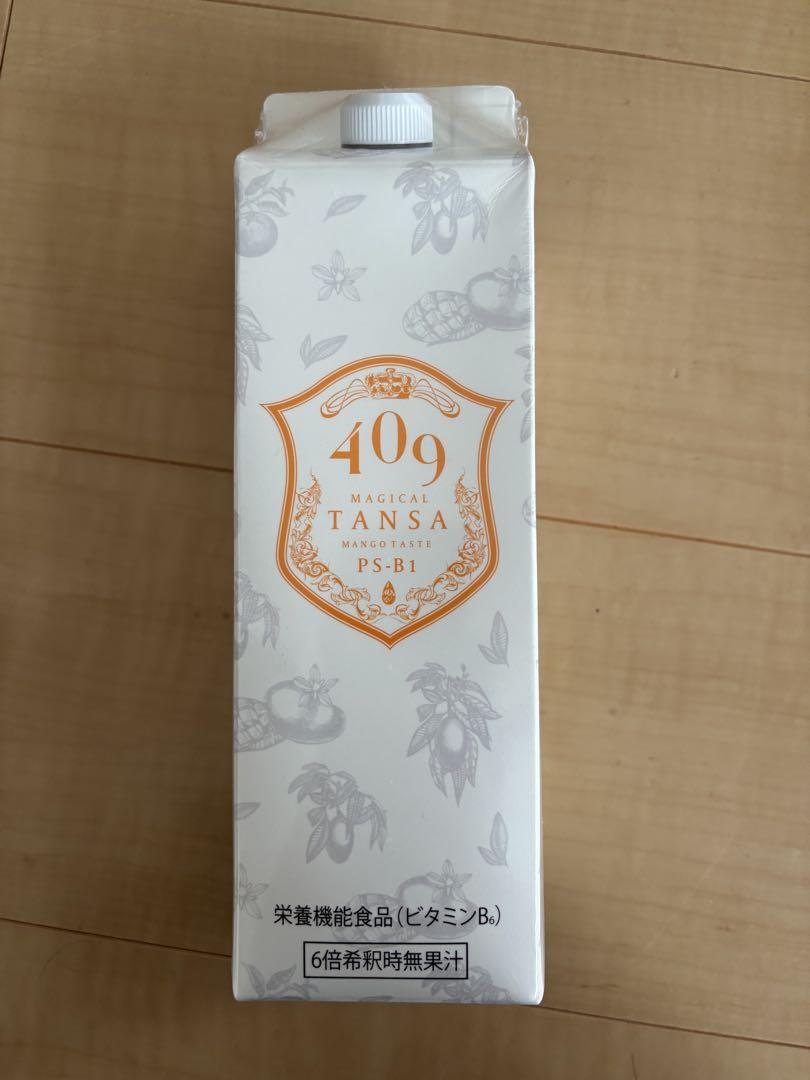 409
MAGICAL
TANSA
MANGO TASTE
PS-B1
栄養機能食品(ビタミンB₆)
6倍希釈時無果汁